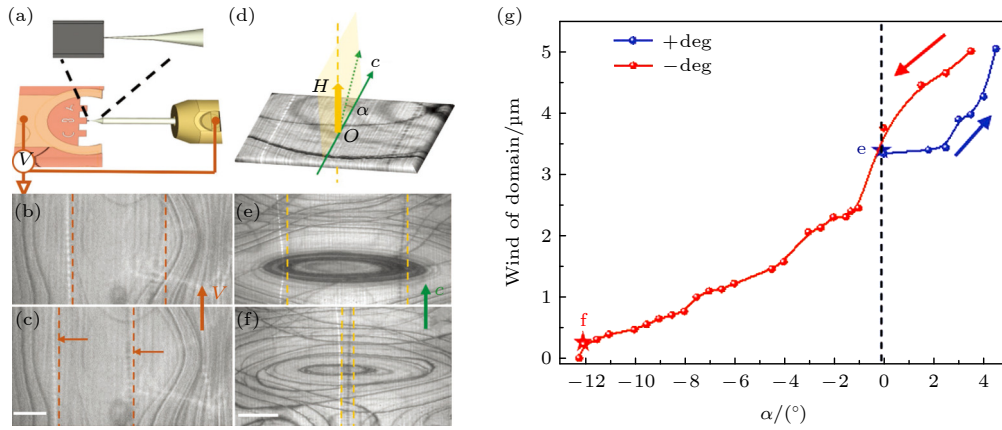 (a)
V
(b)
(c)
V
(d)
H
c
α
O
(e)
(f)
c
(g)
+deg
-deg
e
f
Wind of domain/μm
5
4
3
2
1
0
−12
−10
−8
−6
−4
−2
0
2
4
α/(°)